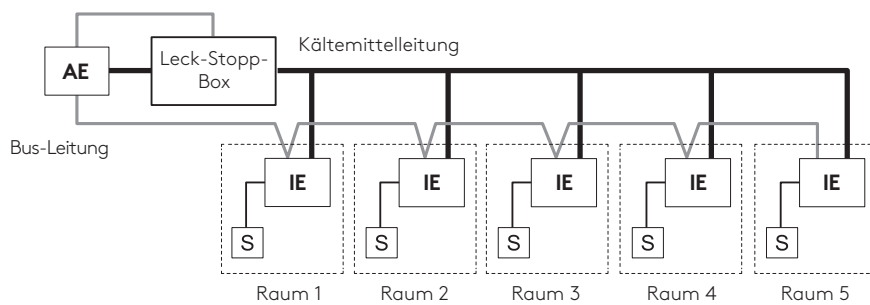 AE
Leck-Stopp-
Box
Kältemittelleitung
Bus-Leitung
IE
IE
IE
IE
IE
S
S
S
S
S
Raum 1
Raum 2
Raum 3
Raum 4
Raum 5